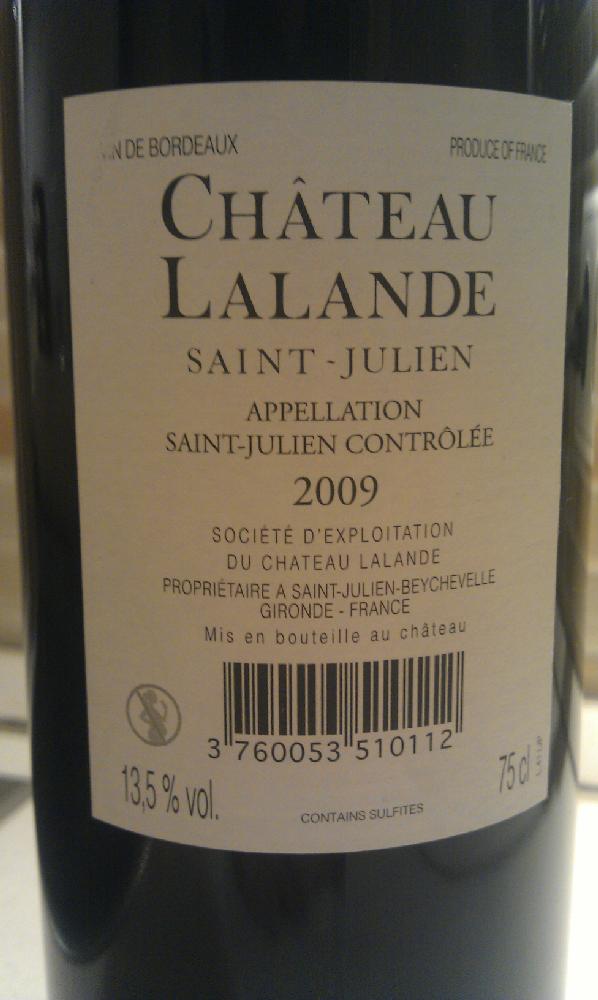 DE BORDEAUX
PRODUCE OF FRANCE
CHÂTEAU
LALANDE
SAINT-JULIEN
APPELLATION
SAINT-JULIEN CONTRÔLÉE
2009
SOCIÉTÉ D'EXPLOITATION
DU CHATEAU LALANDE
PROPRIÉTAIRE A SAINT-JULIEN-BEYCHEVELLE
GIRONDE - FRANCE
Mis en bouteille au château
3 760053 510112
13,5 % vol.
75 cl
CONTAINS SULFITES